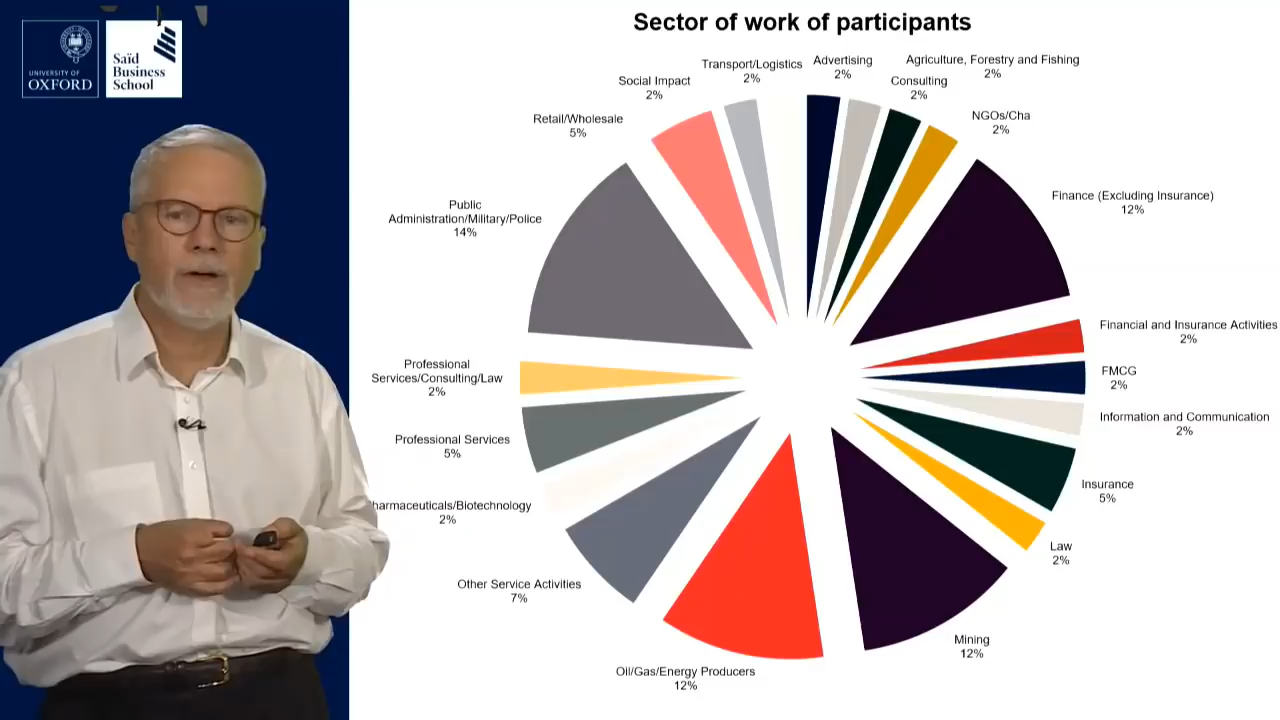 UNIVERSITY OF
OXFORD
Saïd
Business
School
Sector of work of participants
Advertising
2%
Agriculture, Forestry and Fishing
2%
Consulting
2%
NGOs/Cha
2%
Finance (Excluding Insurance)
12%
Financial and Insurance Activities
2%
FMCG
2%
Information and Communication
2%
Insurance
5%
Law
2%
Mining
12%
Oil/Gas/Energy Producers
12%
Other Service Activities
7%
harmaceuticals/Biotechnology
2%
Professional Services
5%
Professional
Services/Consulting/Law
2%
Public
Administration/Military/Police
14%
Retail/Wholesale
5%
Social Impact
2%
Transport/Logistics
2%